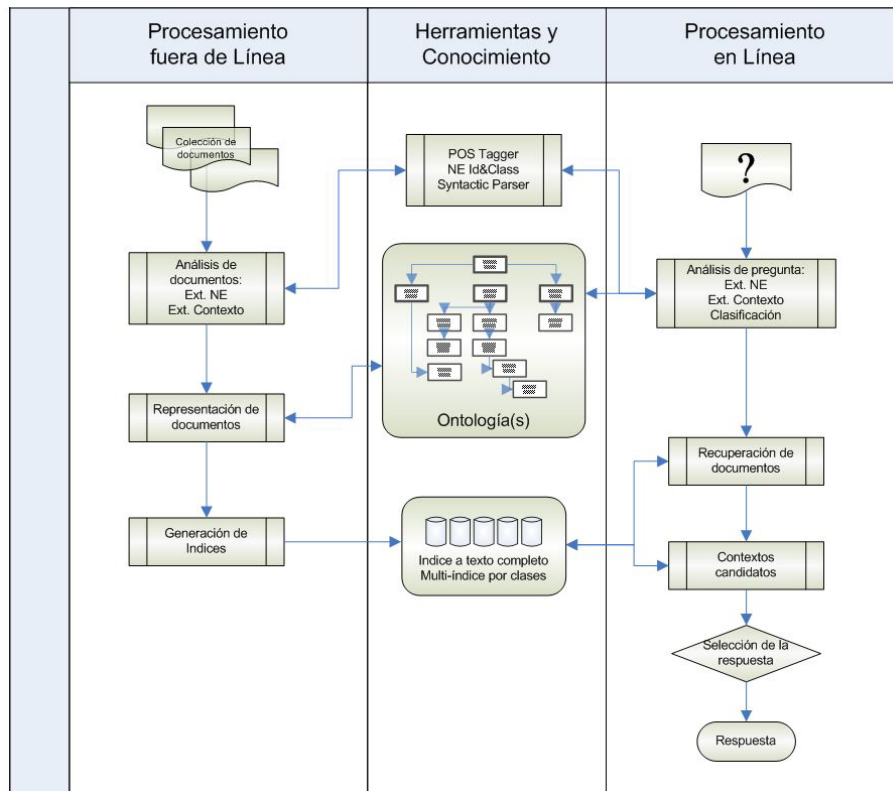 Procesamiento
fuera de Línea
Herramientas y
Conocimiento
Procesamiento
en Línea
Colección de
documentos
Análisis de
documentos:
Ext. NE
Ext. Contexto
Representación de
documentos
Generación de
Indices
POS Tagger
NE Id&Class
Syntactic Parser
Ontología(s)
Indice a texto completo
Multi-índice por clases
?
Análisis de pregunta:
Ext. NE
Ext. Contexto
Clasificación
Recuperación de
documentos
Contextos
candidatos
Selección de la
respuesta
Respuesta